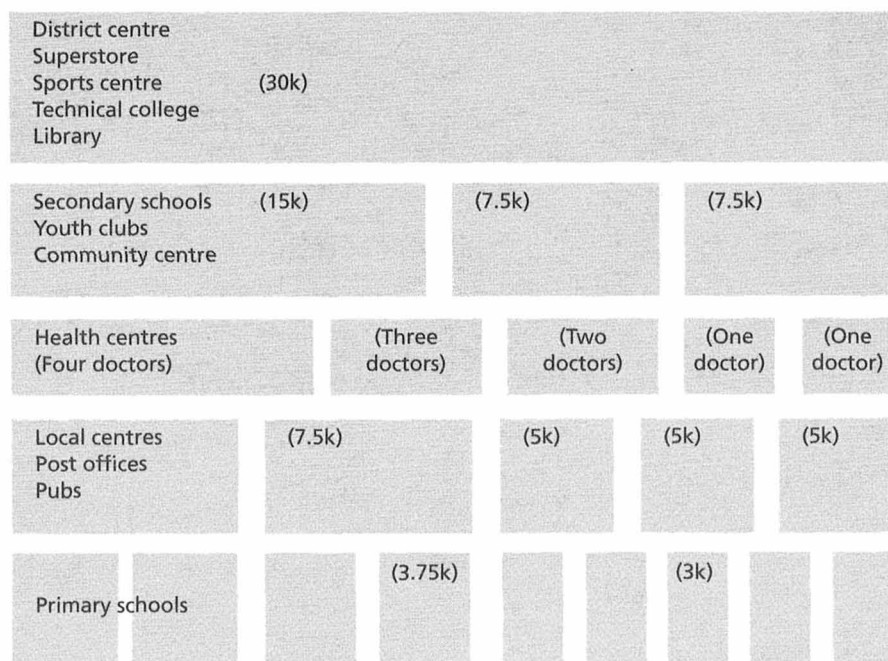 District centre
Superstore
Sports centre (30k)
Technical college
Library
Secondary schools (15k) (7.5k) (7.5k)
Youth clubs
Community centre
Health centres (Three (Two (One (One
(Four doctors) doctors) doctors) doctor) doctor)
Local centres (7.5k) (5k) (5k) (5k)
Post offices
Pubs
(3.75k) (3k)
Primary schools